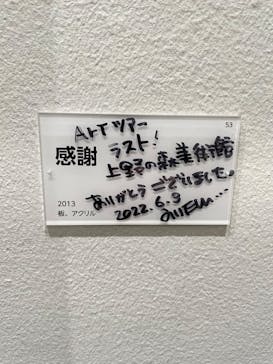 53
ARTツアー
ラスト!
感謝
上野の森美術館
ありがとうございました。
2013
板、アクリル
2022.6.9